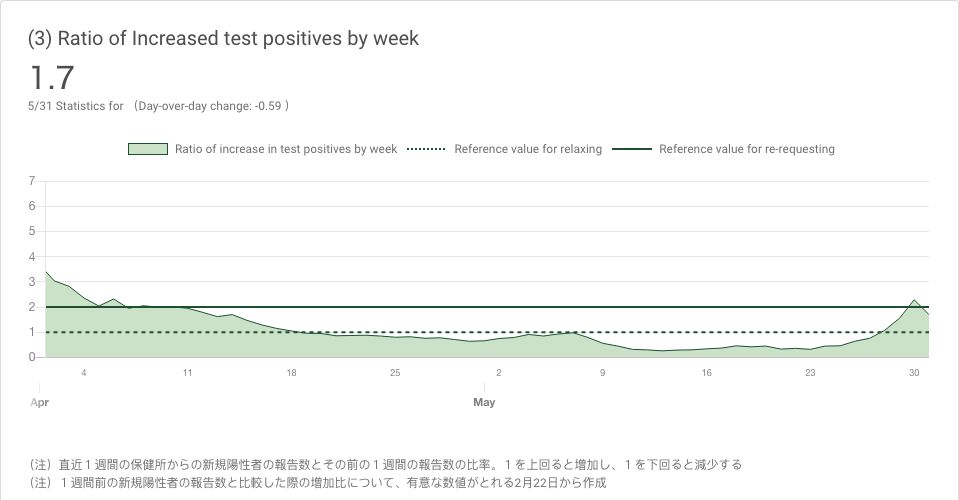 (3) Ratio of Increased test positives by week
1.7
5/31 Statistics for （Day-over-day change: -0.59 ）
Ratio of increase in test positives by week
Reference value for relaxing
Reference value for re-requesting
7
6
5
4
3
2
1
0
4 11 18 25 2 9 16 23 30
Apr May
（注）直近１週間の保健所からの新規陽性者の報告数とその前の１週間の報告数の比率。１を上回ると増加し、１を下回ると減少する
（注）１週間前の新規陽性者の報告数と比較した際の増加比について、有意な数値がとれる2月22日から作成